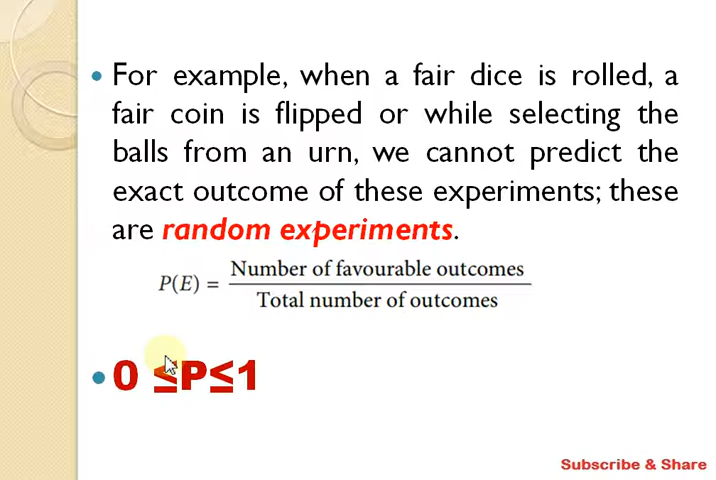 • For example, when a fair dice is rolled, a
fair coin is flipped or while selecting the
balls from an urn, we cannot predict the
exact outcome of these experiments; these
are random experiments.
P(E) = Number of favourable outcomes
Total number of outcomes
• 0 ≤P≤1
Subscribe & Share